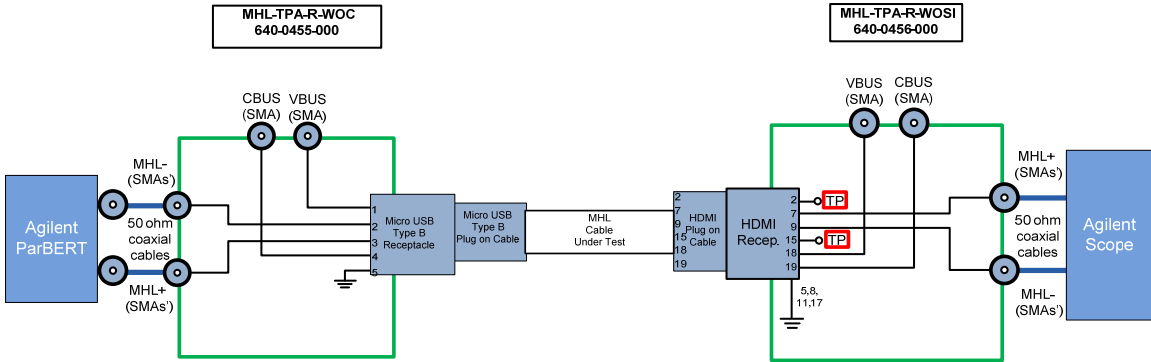 MHL-TPA-R-WOC
640-0455-000
MHL-TPA-R-WOSI
640-0456-000
CBUS
(SMA)
VBUS
(SMA)
VBUS
(SMA)
CBUS
(SMA)
MHL-
(SMAs')
Agilent
ParBERT
50 ohm
coaxial
cables
MHL+
(SMAs')
1
2
3
4
5
Micro USB
Type B
Receptacle
Micro USB
Type B
Plug on Cable
MHL
Cable
Under Test
2
7
9
15
18
19
HDMI
Plug on
Cable
HDMI
Recep.
2
7
9
15
18
19
TP
TP
5,8,
11,17
MHL+
(SMAs')
50 ohm
coaxial
cables
MHL-
(SMAs')
Agilent
Scope